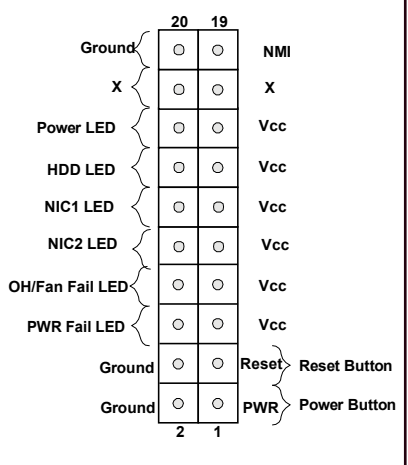 20 19
Ground NMI
X X
Power LED Vcc
HDD LED Vcc
NIC1 LED Vcc
NIC2 LED Vcc
OH/Fan Fail LED Vcc
PWR Fail LED Vcc
Ground Reset Reset Button
Ground PWR Power Button
2 1